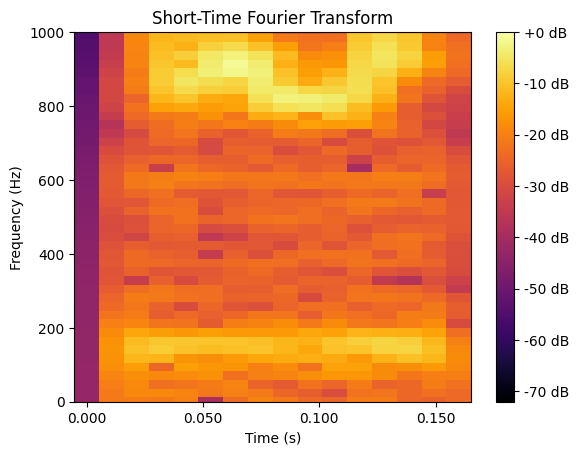 Short-Time Fourier Transform
1000
800
600
400
200
0
Frequency (Hz)
0.000
0.050
0.100
0.150
Time (s)
+0 dB
-10 dB
-20 dB
-30 dB
-40 dB
-50 dB
-60 dB
-70 dB